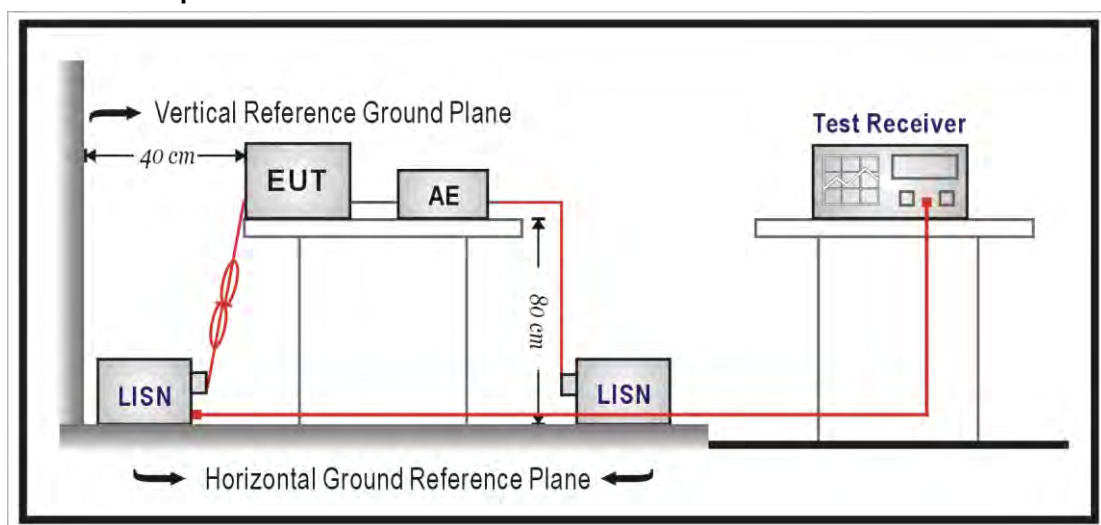 Vertical Reference Ground Plane
40 cm
EUT
AE
Test Receiver
80 cm
LISN
LISN
Horizontal Ground Reference Plane